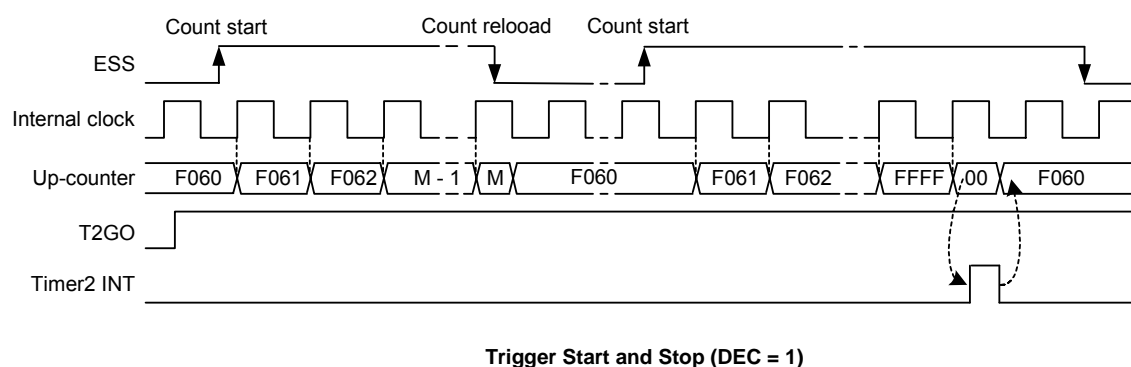 Count start Count relooad Count start
ESS
Internal clock
Up-counter F060 F061 F062 M - 1 M F060 F061 F062 FFFF 00 F060
T2GO
Timer2 INT
Trigger Start and Stop (DEC = 1)